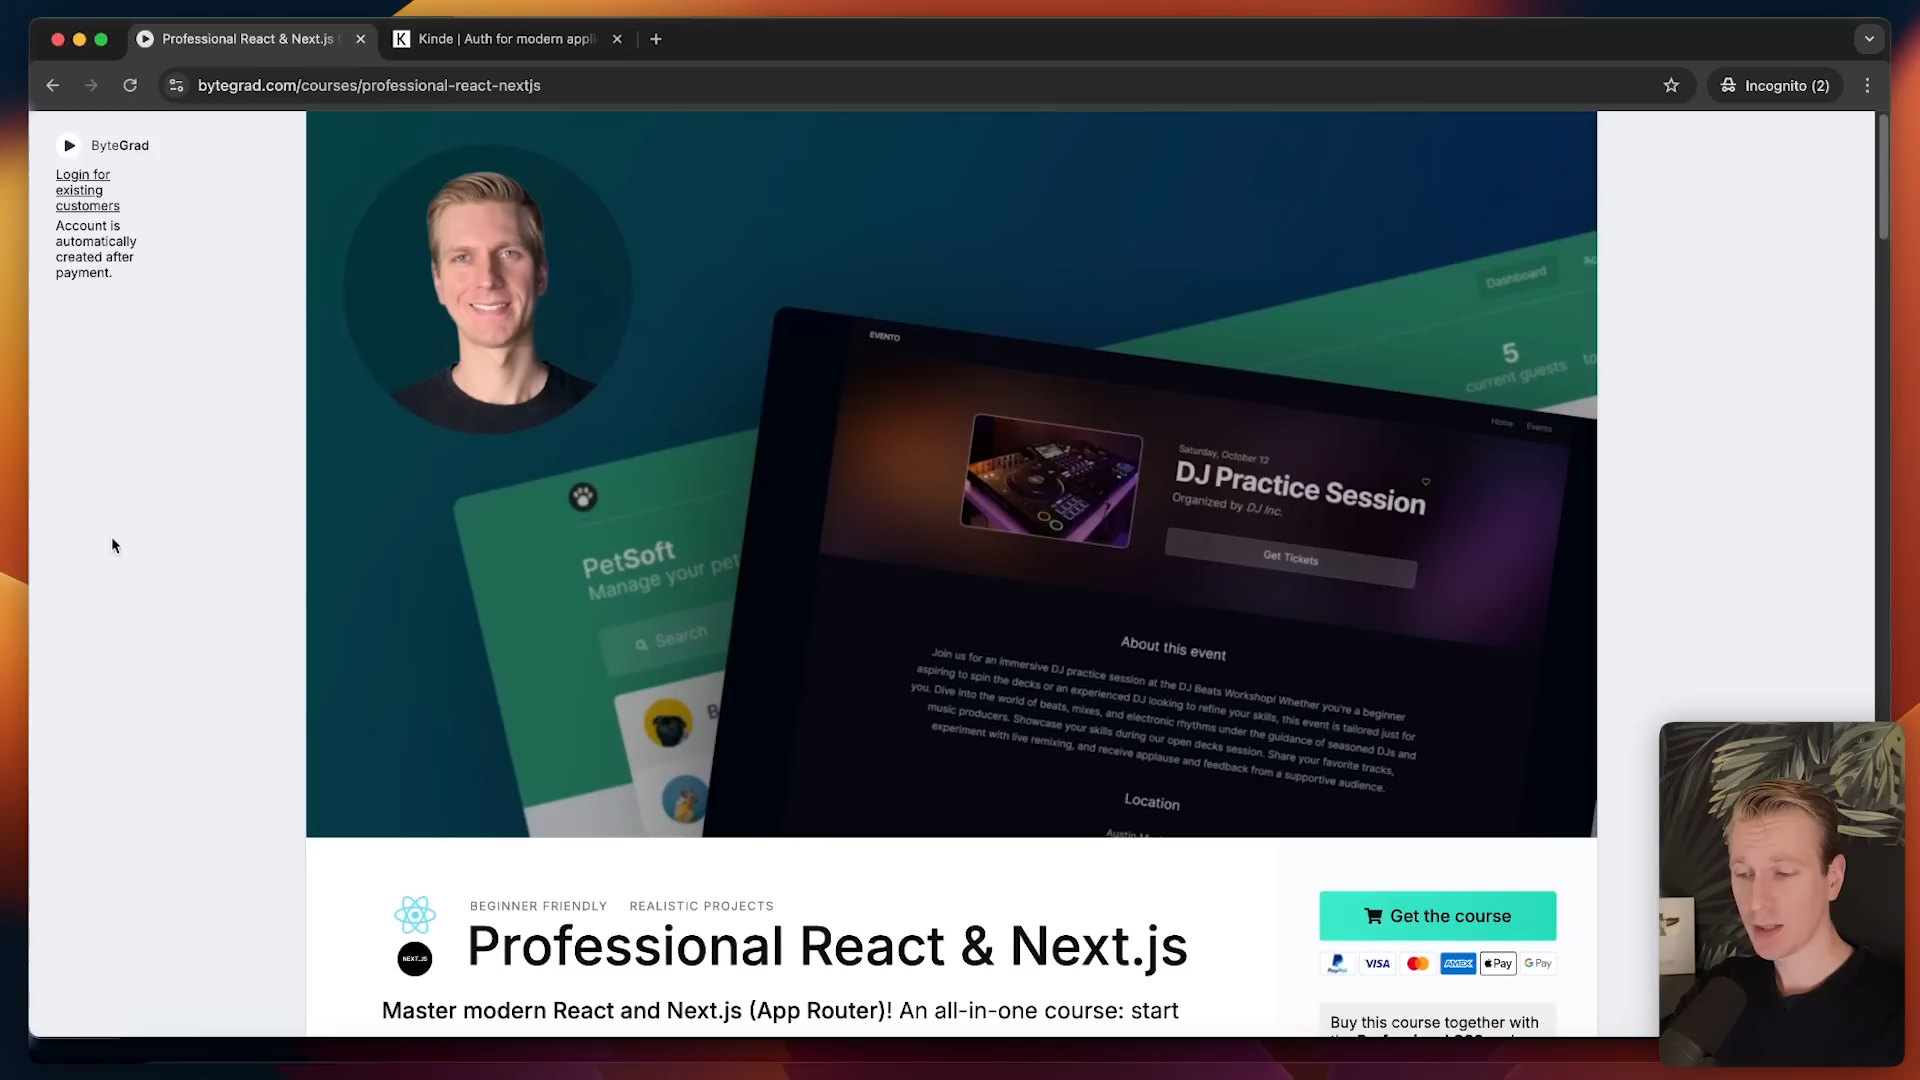 Professional React & Next.js (
Kinde | Auth for modern appli
bytegrad.com/courses/professional-react-nextjs
Incognito (2)
ByteGrad
Login for
existing
customers
Account is
automatically
created after
payment.
Dashboard
5
current guests
EVENTO
Home Events
Saturday, October 12
DJ Practice Session
Organized by DJ Inc.
Get Tickets
PetSoft
Manage your pet
Search
About this event
Join us for an immersive DJ practice session at the DJ Beats Workshop! Whether you're a beginner
aspiring to spin the decks or an experienced DJ looking to refine your skills, this event is tailored just for
you. Dive into the world of beats, mixes, and electronic rhythms under the guidance of seasoned DJs and
music producers. Showcase your skills during our open decks session. Share your favorite tracks,
experiment with live remixing, and receive applause and feedback from a supportive audience.
Location
NEXT.JS
BEGINNER FRIENDLY REALISTIC PROJECTS
Professional React & Next.js
Master modern React and Next.js (App Router)! An all-in-one course: start
Get the course
PayPal VISA AMEX Pay G Pay
Buy this course together with